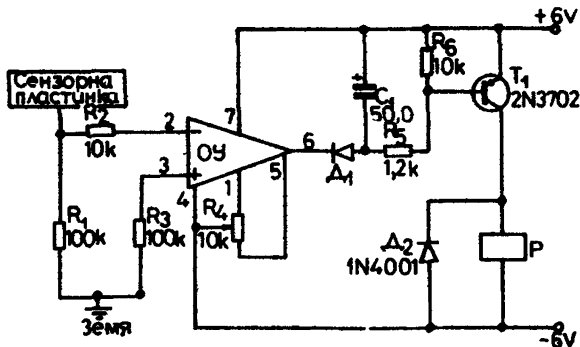 +6V
R6
10k
T1
2N3702
Сензорна
пластинка
R2
10k
2
3
4
7
ОУ
1
5
6
Д1
+
C1
50,0
R5
1,2k
R1
100k
R3
100k
R4
10k
Д2
1N4001
P
Земя
-6V